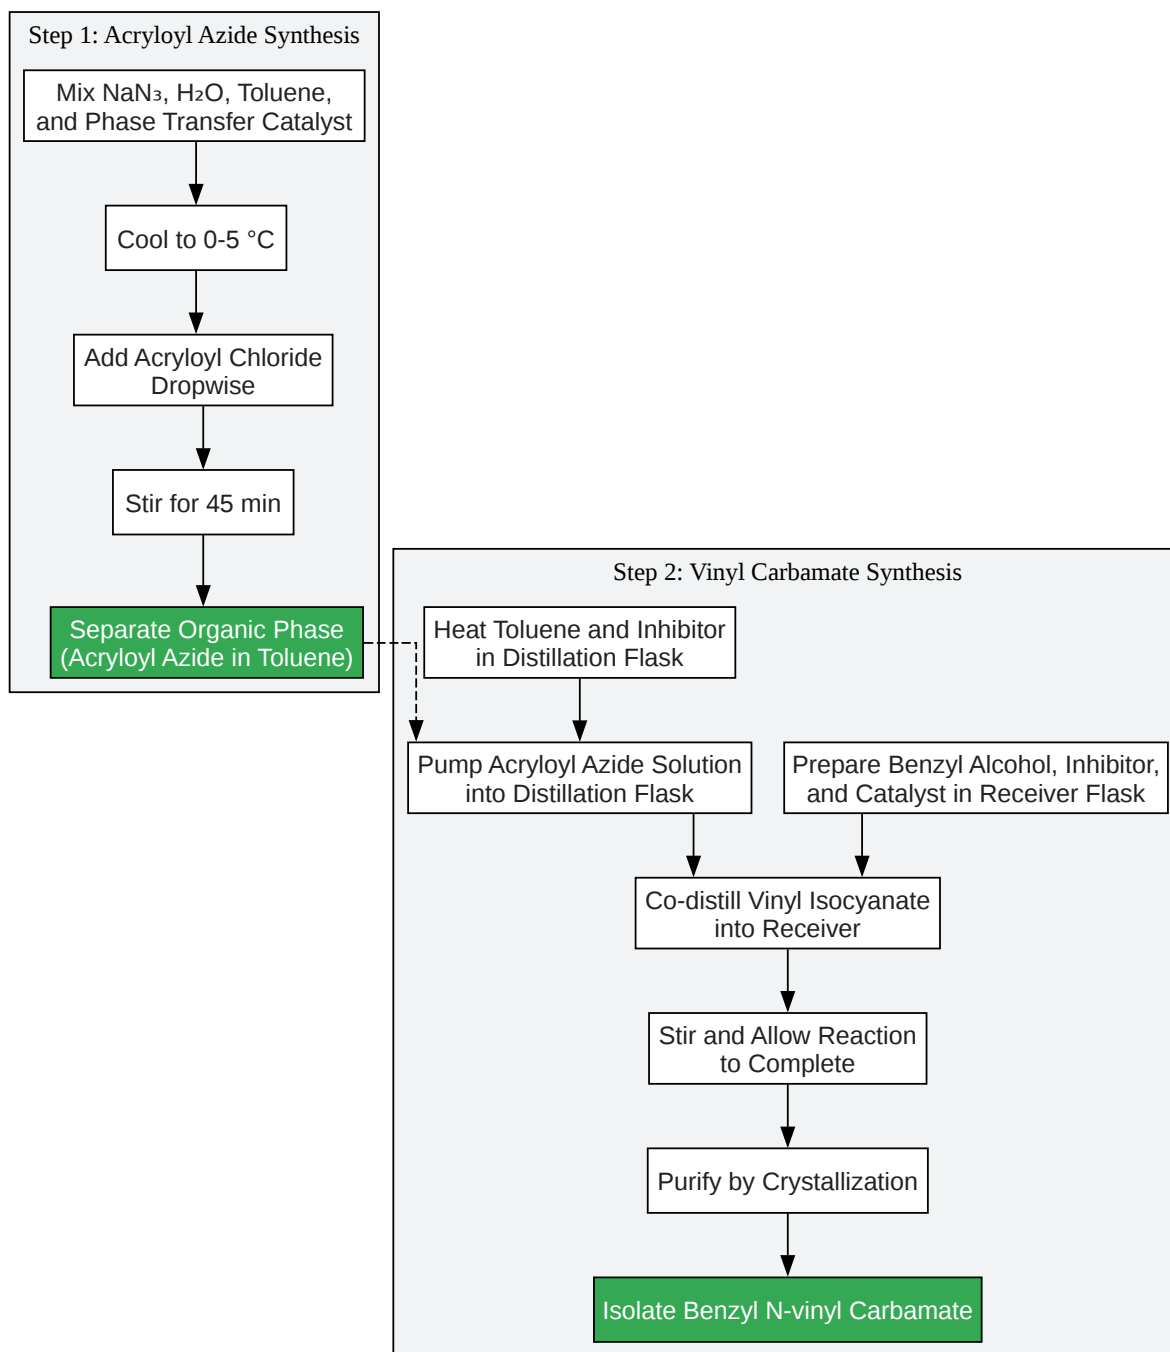 Step 1: Acryloyl Azide Synthesis
Mix NaN₃, H₂O, Toluene,
and Phase Transfer Catalyst
Cool to 0-5 °C
Add Acryloyl Chloride
Dropwise
Stir for 45 min
Separate Organic Phase
(Acryloyl Azide in Toluene)
Step 2: Vinyl Carbamate Synthesis
Heat Toluene and Inhibitor
in Distillation Flask
Pump Acryloyl Azide Solution
into Distillation Flask
Prepare Benzyl Alcohol, Inhibitor,
and Catalyst in Receiver Flask
Co-distill Vinyl Isocyanate
into Receiver
Stir and Allow Reaction
to Complete
Purify by Crystallization
Isolate Benzyl N-vinyl Carbamate